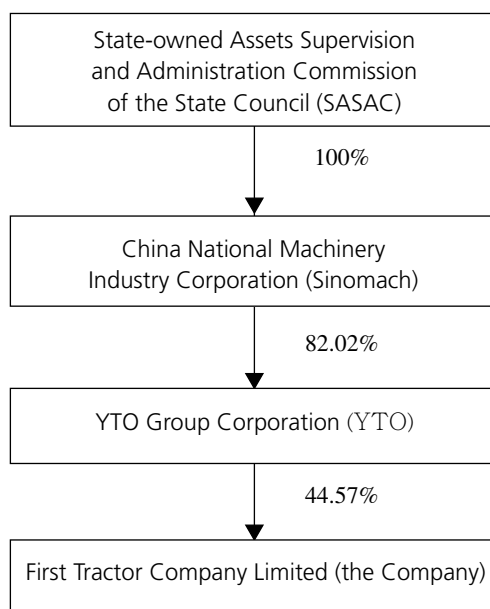 State-owned Assets Supervision
and Administration Commission
of the State Council (SASAC)
100%
China National Machinery
Industry Corporation (Sinomach)
82.02%
YTO Group Corporation (YTO)
44.57%
First Tractor Company Limited (the Company)